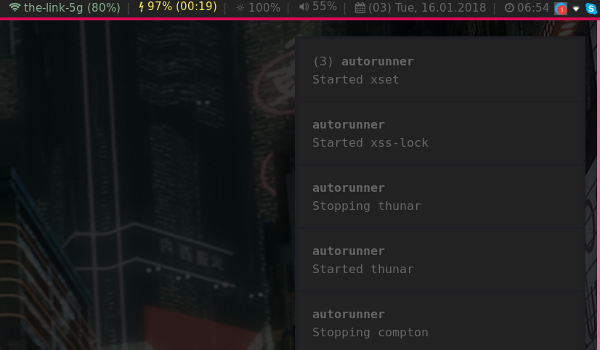 the-link-5g (80%) | 97% (00:19) | 100% | 55% | (03) Tue, 16.01.2018 | 06:54
(3) autorunner
Started xset
autorunner
Started xss-lock
autorunner
Stopping thunar
autorunner
Started thunar
autorunner
Stopping compton